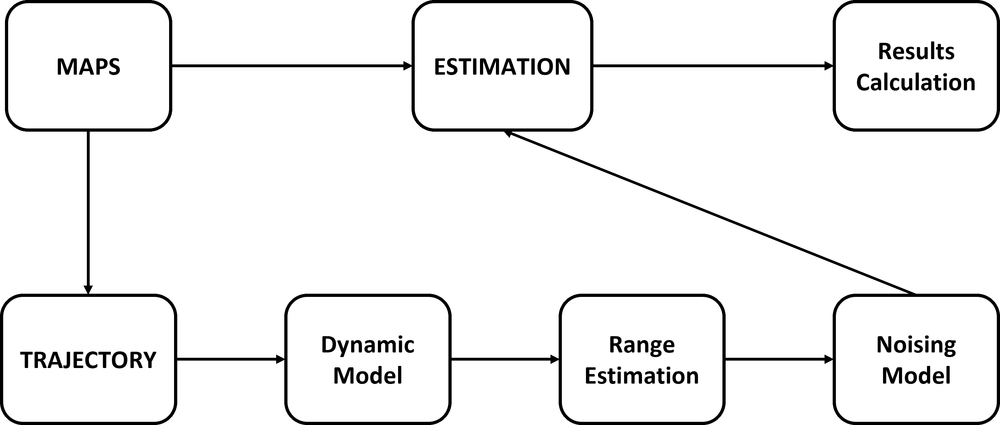 MAPS
ESTIMATION
Results
Calculation
TRAJECTORY
Dynamic
Model
Range
Estimation
Noising
Model